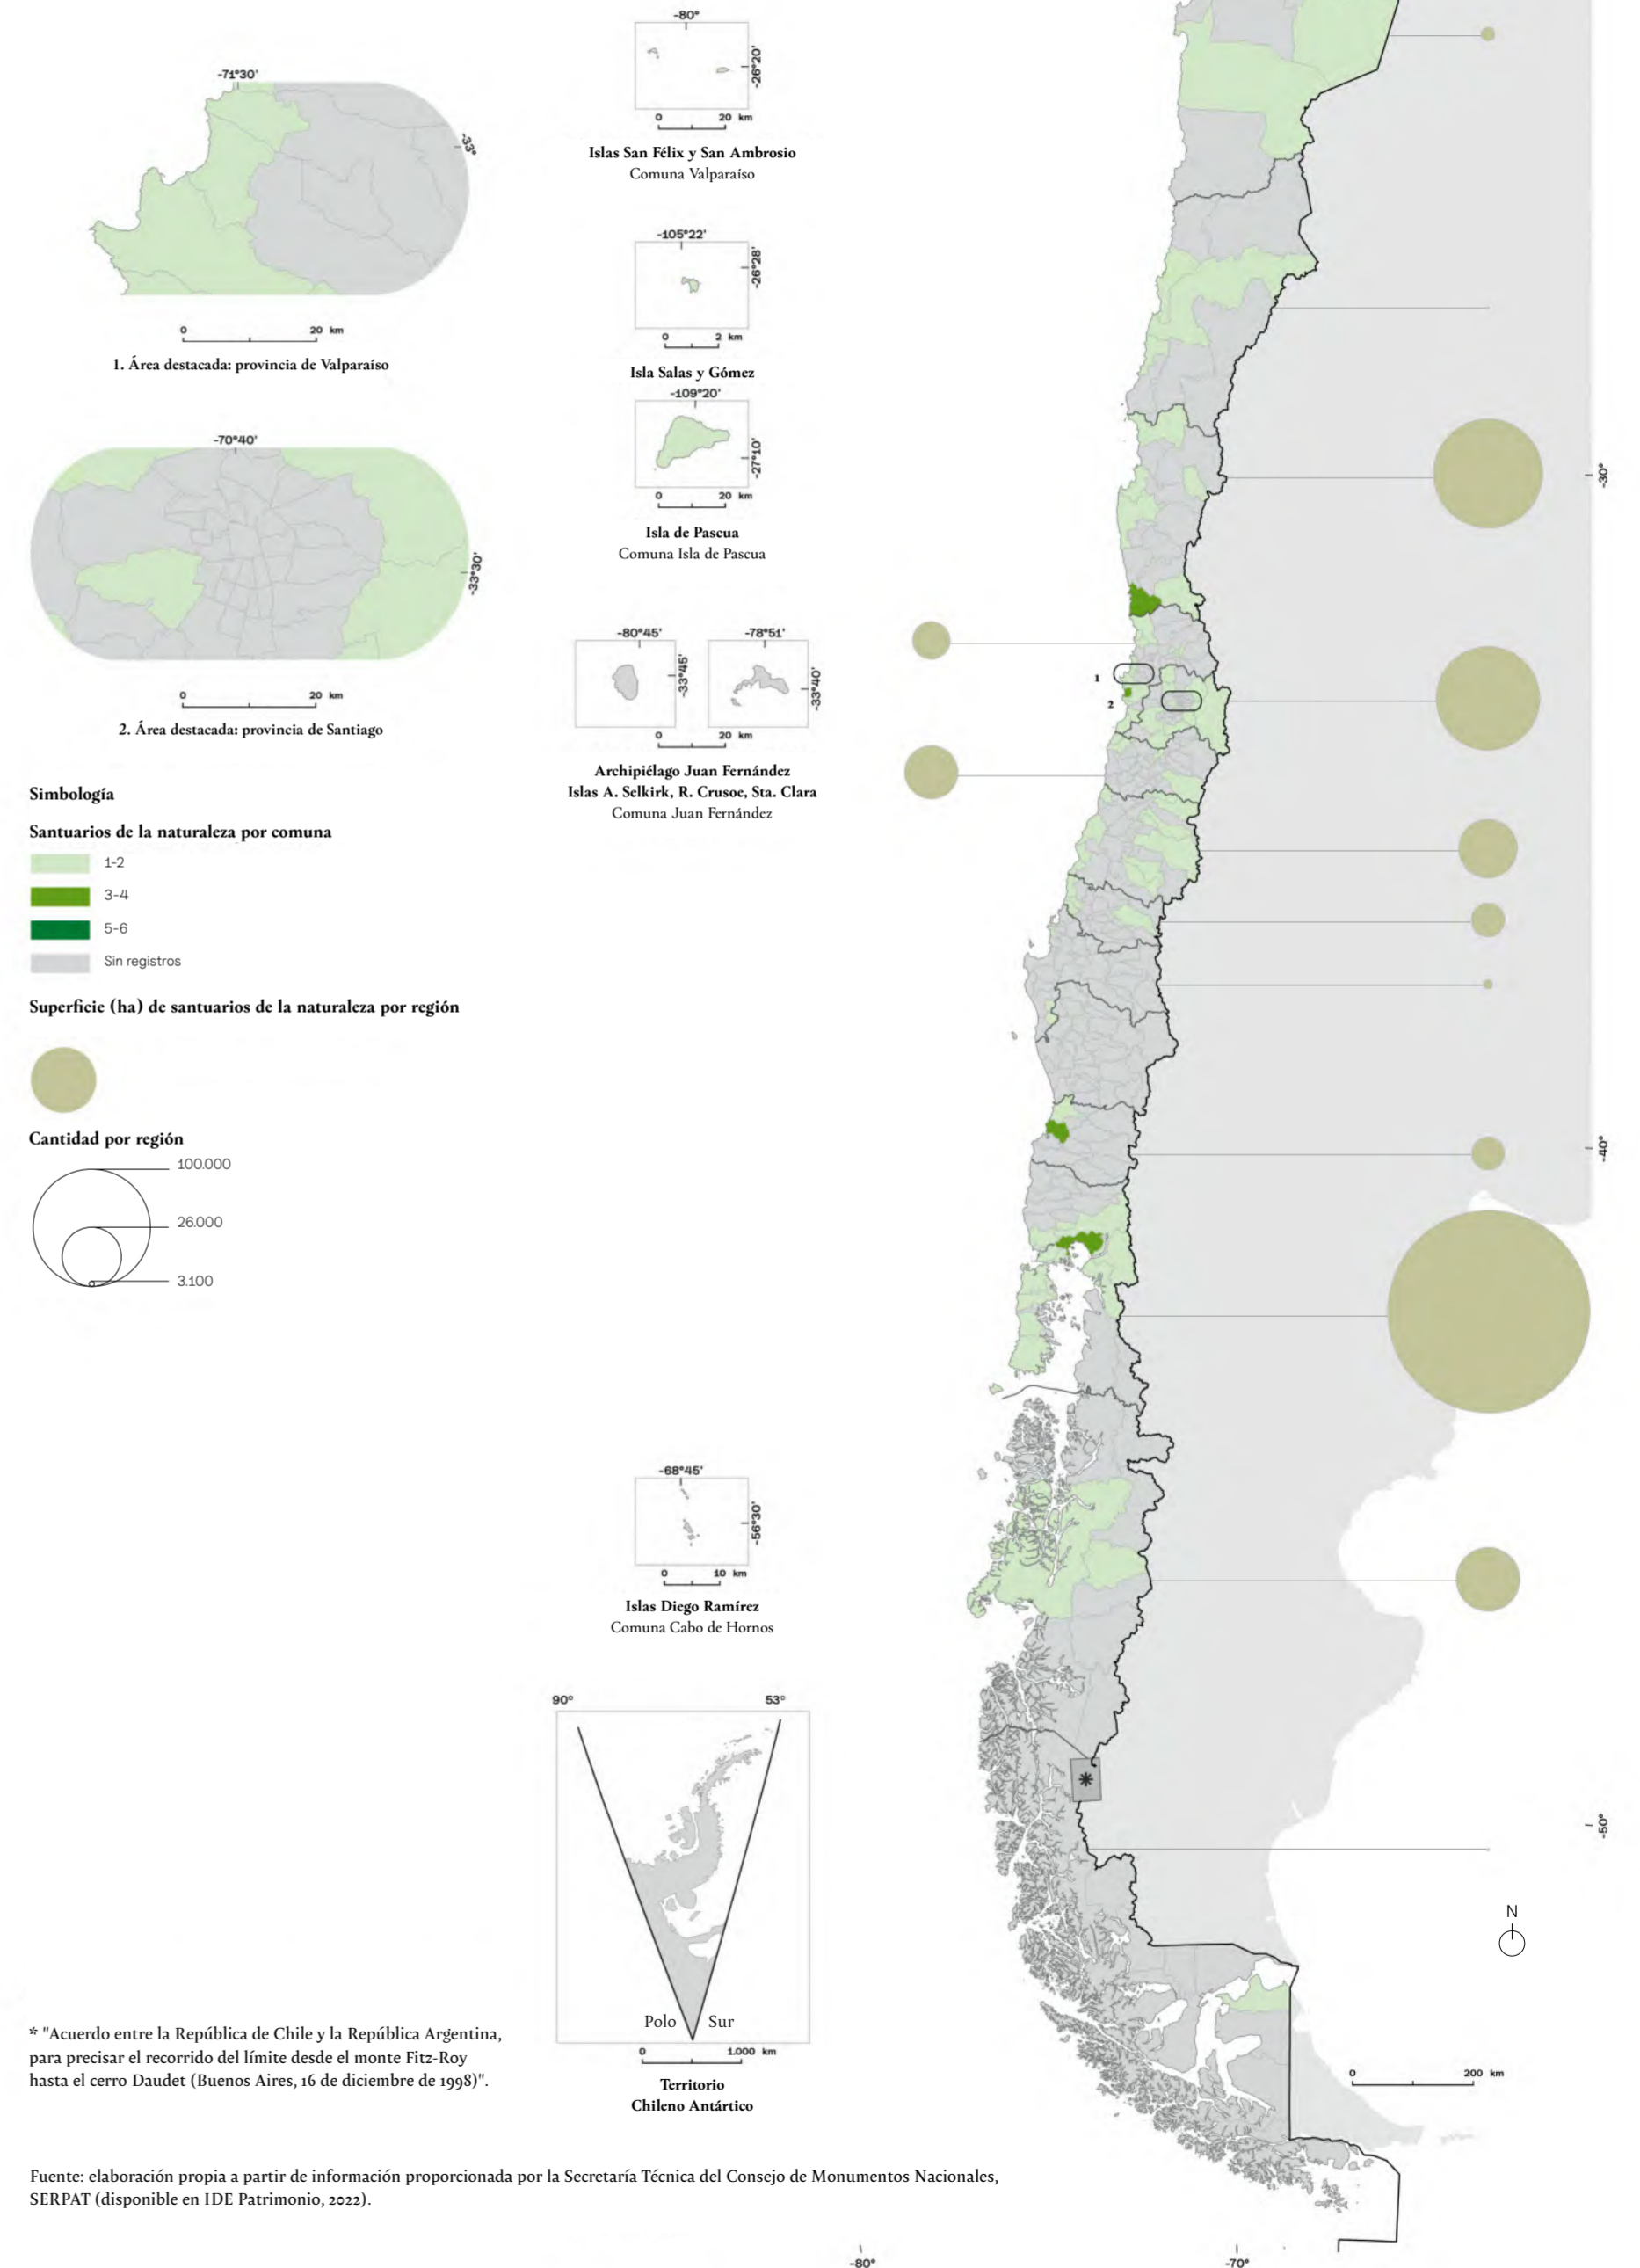 -71°30'
-33°
0 20 km
1. Área destacada: provincia de Valparaíso
-70°40'
-33°30'
0 20 km
2. Área destacada: provincia de Santiago
Simbología
Santuarios de la naturaleza por comuna
1-2
3-4
5-6
Sin registros
Superficie (ha) de santuarios de la naturaleza por región
Cantidad por región
100.000
26.000
3.100
-80°
-26°20'
0 20 km
Islas San Félix y San Ambrosio
Comuna Valparaíso
-105°22'
-26°28'
0 2 km
Isla Salas y Gómez
-109°20'
-27°10'
0 20 km
Isla de Pascua
Comuna Isla de Pascua
-80°45'
-33°45'
-78°51'
-33°40'
0 20 km
Archipiélago Juan Fernández
Islas A. Selkirk, R. Crusoe, Sta. Clara
Comuna Juan Fernández
-68°45'
-56°30'
0 10 km
Islas Diego Ramírez
Comuna Cabo de Hornos
90°
53°
Polo Sur
0 1.000 km
Territorio
Chileno Antártico
1
2
-30°
-40°
-50°
*
N
0 200 km
* "Acuerdo entre la República de Chile y la República Argentina,
para precisar el recorrido del límite desde el monte Fitz-Roy
hasta el cerro Daudet (Buenos Aires, 16 de diciembre de 1998)".
Fuente: elaboración propia a partir de información proporcionada por la Secretaría Técnica del Consejo de Monumentos Nacionales,
SERPAT (disponible en IDE Patrimonio, 2022).
-80°
-70°